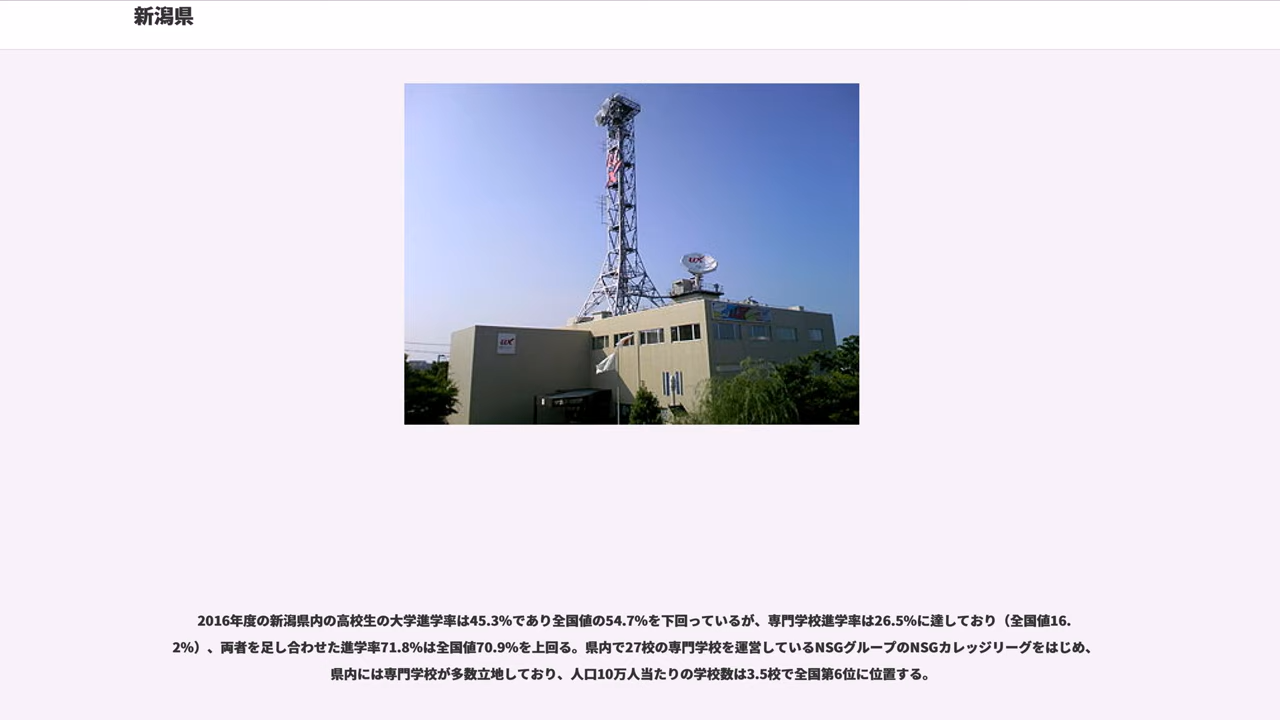 新潟県
UX
UX
2016年度の新潟県内の高校生の大学進学率は45.3%であり全国値の54.7%を下回っているが、専門学校進学率は26.5%に達しており（全国値16.
2%）、両者を足し合わせた進学率71.8%は全国値70.9%を上回る。県内で27校の専門学校を運営しているNSGグループのNSGカレッジリーグをはじめ、
県内には専門学校が多数立地しており、人口10万人当たりの学校数は3.5校で全国第6位に位置する。